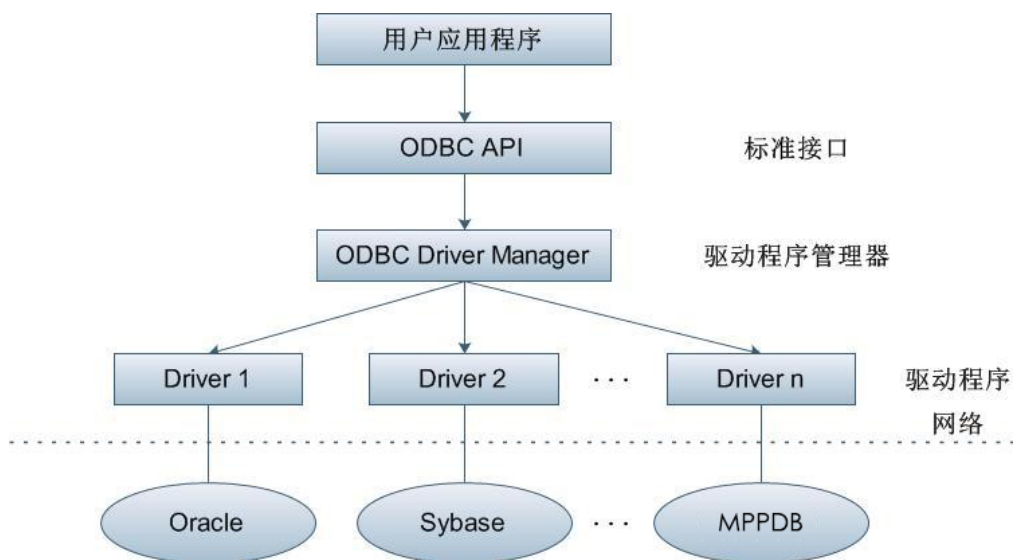 用户应用程序
ODBC API
标准接口
ODBC Driver Manager
驱动程序管理器
Driver 1
Driver 2
· · ·
Driver n
驱动程序
网络
Oracle
Sybase
· · ·
MPPDB